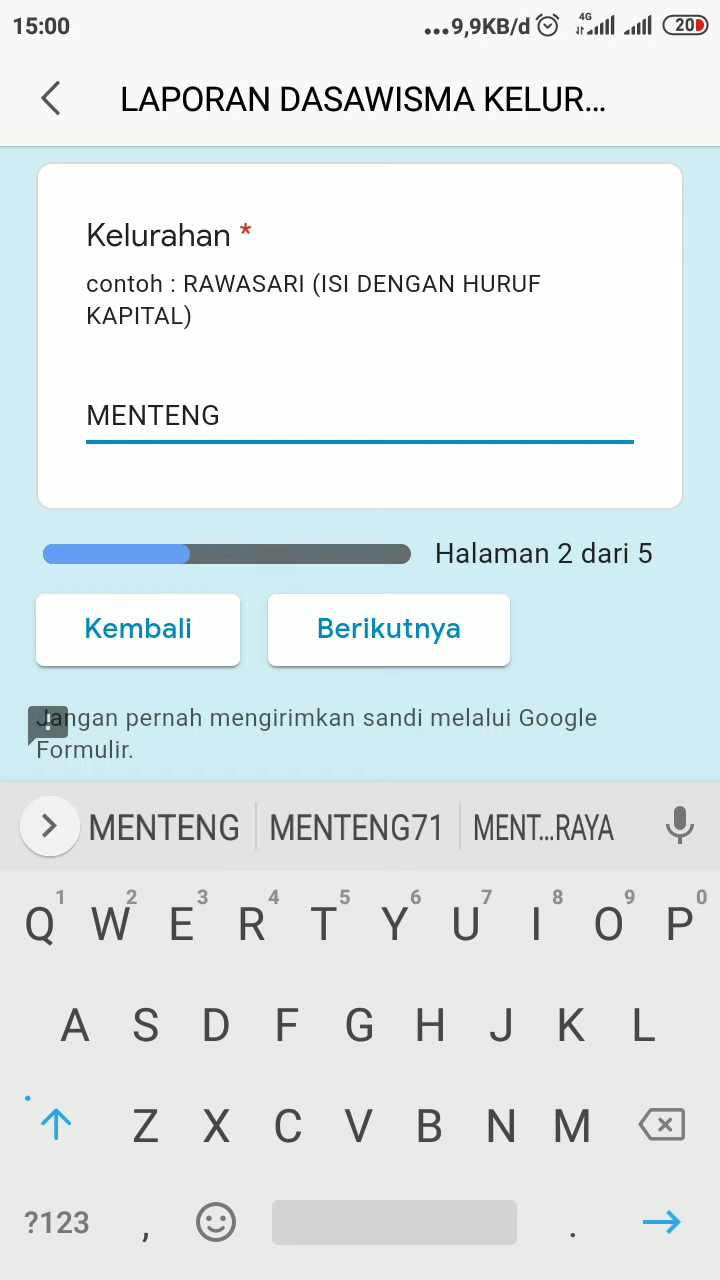 15:00
...9,9KB/d 4G 20
LAPORAN DASAWISMA KELUR...
Kelurahan *
contoh : RAWASARI (ISI DENGAN HURUF
KAPITAL)
MENTENG
Halaman 2 dari 5
Kembali Berikutnya
Jangan pernah mengirimkan sandi melalui Google
Formulir.
MENTENG MENTENG71 MENT...RAYA
1 2 3 4 5 6 7 8 9 0
Q W E R T Y U I O P
A S D F G H J K L
Z X C V B N M
?123 , .